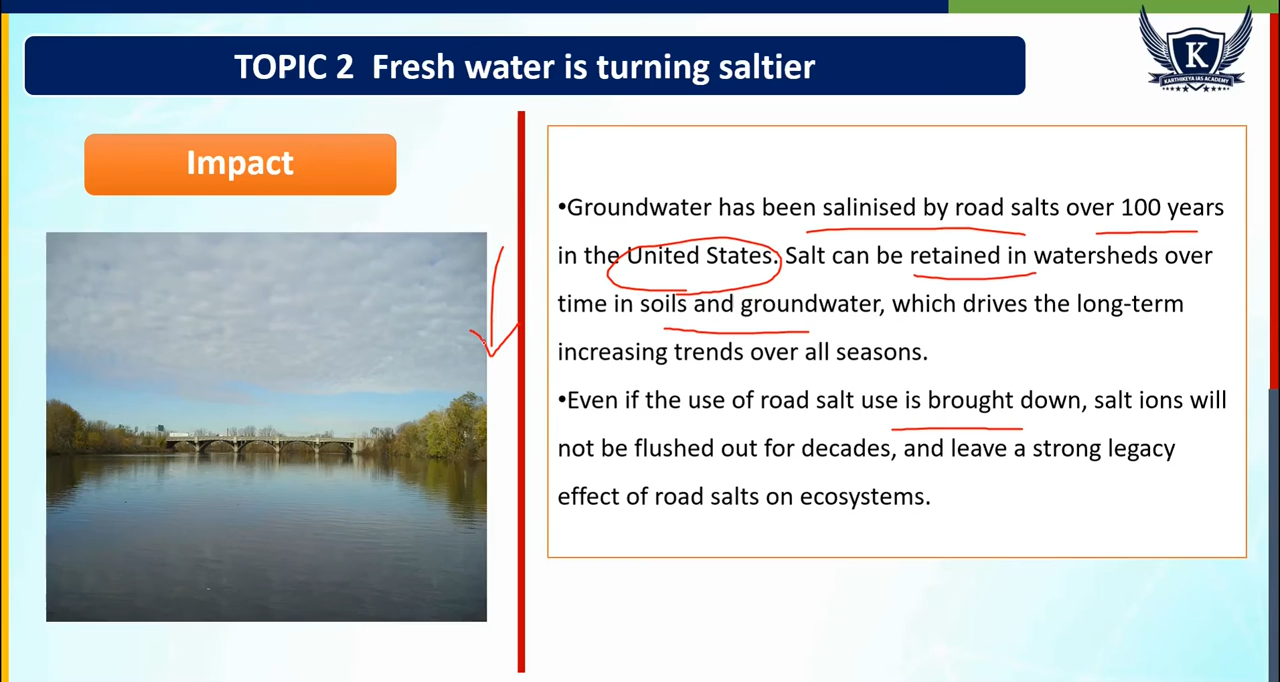 TOPIC 2 Fresh water is turning saltier
K
KARTHIKEYA IAS ACADEMY
Impact
•Groundwater has been salinised by road salts over 100 years
in the United States. Salt can be retained in watersheds over
time in soils and groundwater, which drives the long-term
increasing trends over all seasons.
•Even if the use of road salt use is brought down, salt ions will
not be flushed out for decades, and leave a strong legacy
effect of road salts on ecosystems.